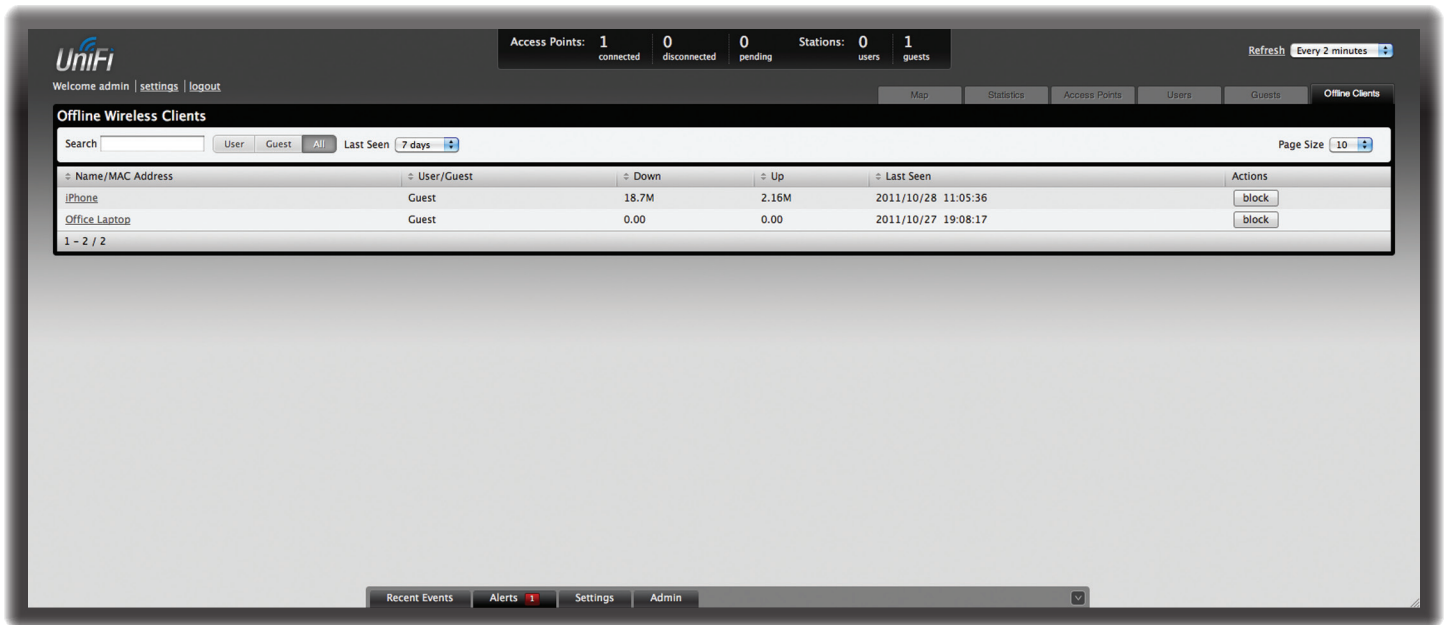 UniFi
Access Points: 1 connected 0 disconnected 0 pending Stations: 0 users 1 guests
Refresh Every 2 minutes
Welcome admin | settings | logout
Map Statistics Access Points Users Guests Offline Clients
Offline Wireless Clients
Search User Guest All Last Seen 7 days Page Size 10
Name/MAC Address User/Guest Down Up Last Seen Actions
iPhone Guest 18.7M 2.16M 2011/10/28 11:05:36 block
Office Laptop Guest 0.00 0.00 2011/10/27 19:08:17 block
1 - 2 / 2
Recent Events Alerts 1 Settings Admin